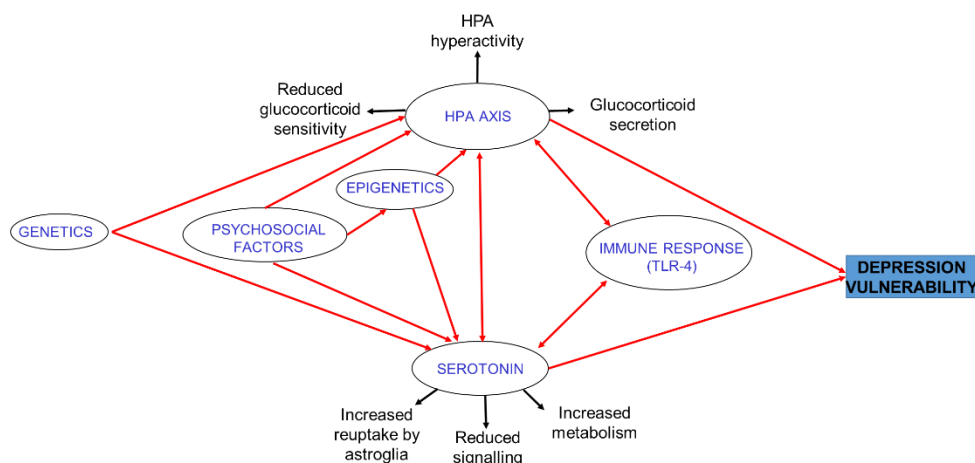 HPA
hyperactivity
Reduced
glucocorticoid
sensitivity
HPA AXIS
Glucocorticoid
secretion
EPIGENETICS
GENETICS
PSYCHOSOCIAL
FACTORS
IMMUNE RESPONSE
(TLR-4)
DEPRESSION
VULNERABILITY
SEROTONIN
Increased
reuptake by
astroglia
Reduced
signalling
Increased
metabolism